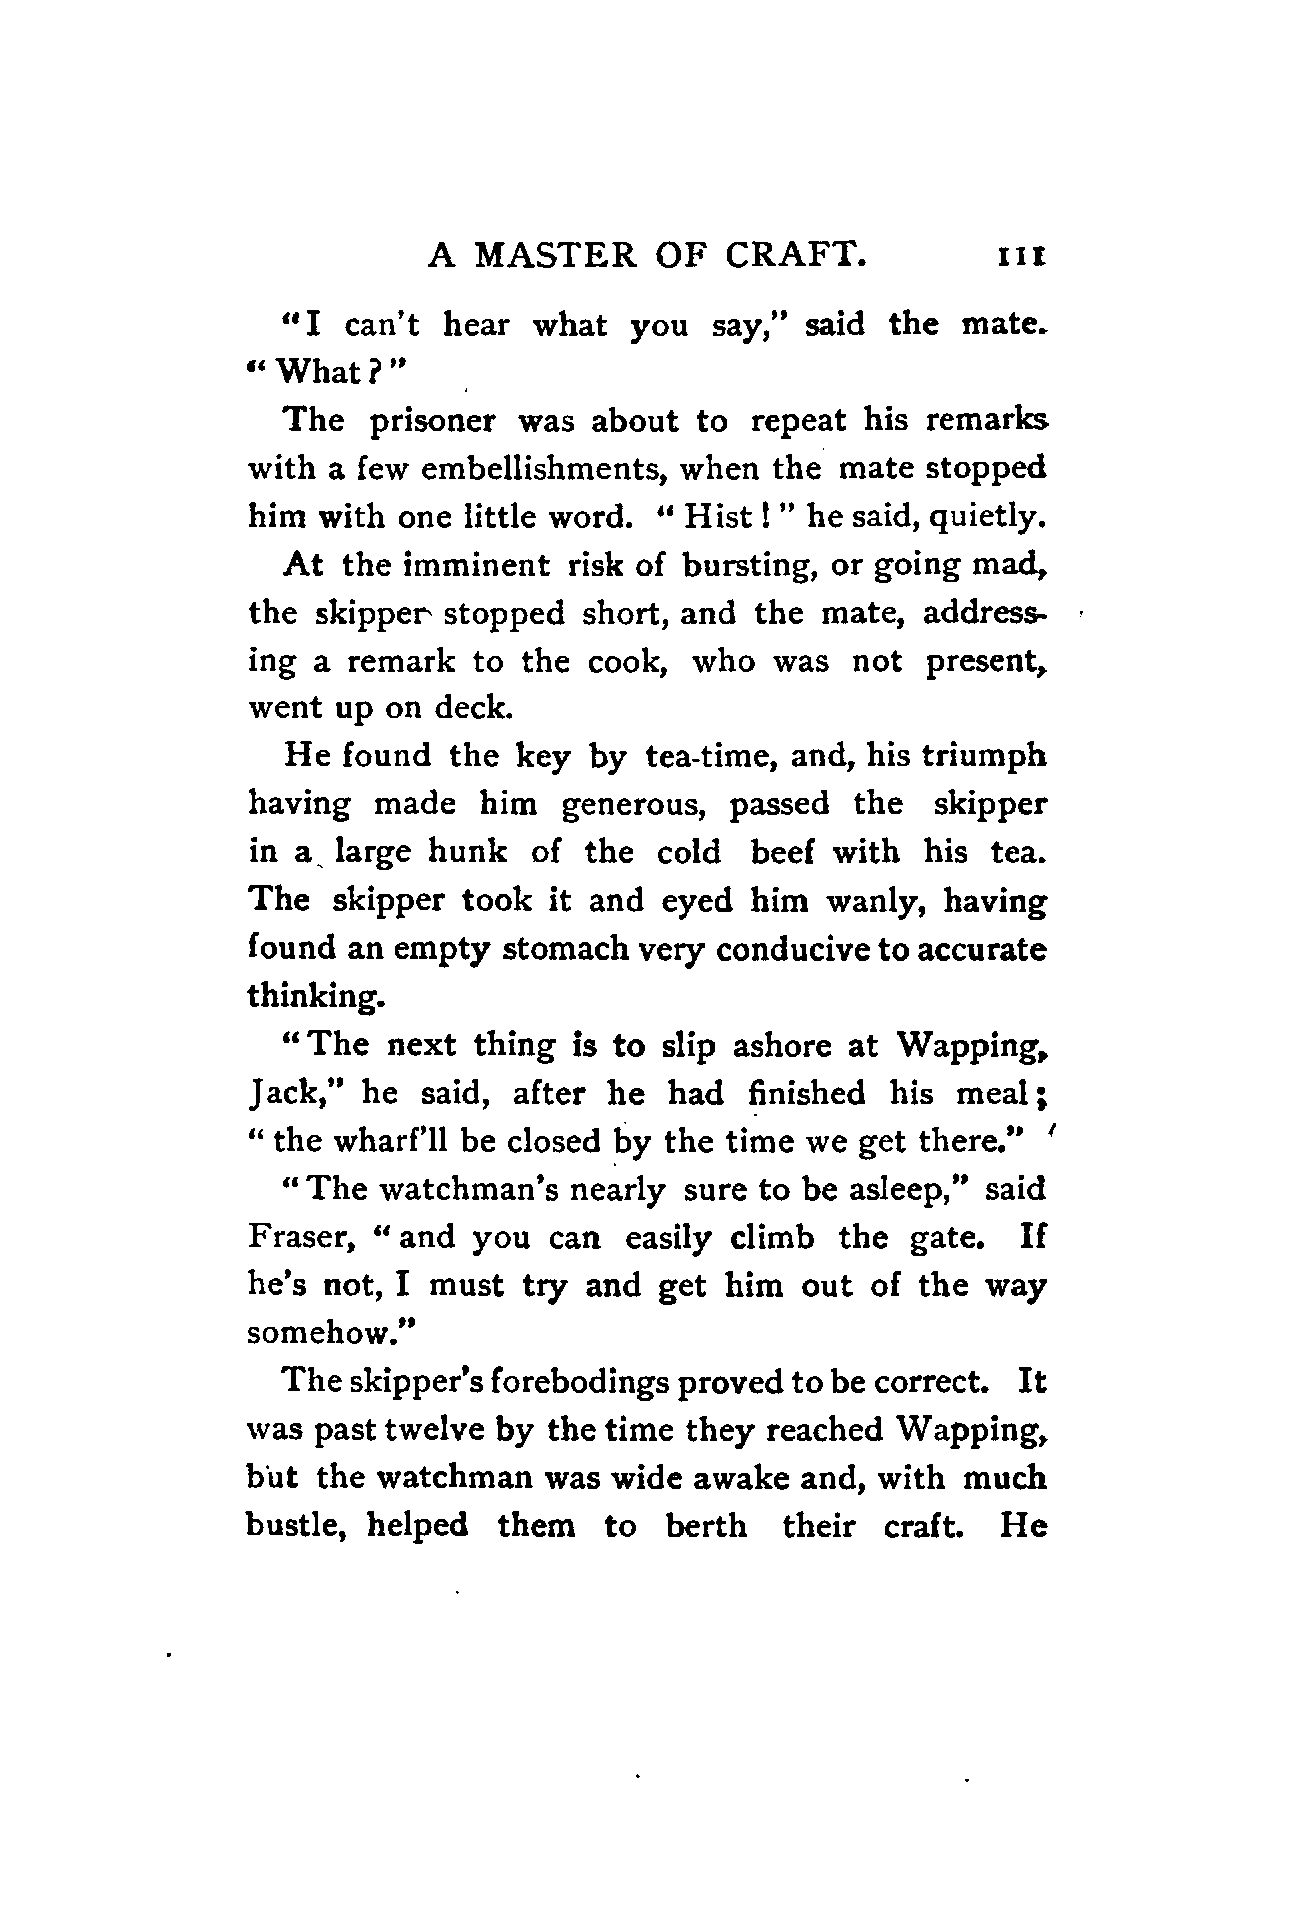 A MASTER OF CRAFT. 111
"I can't hear what you say," said the mate.
"What?"
The prisoner was about to repeat his remarks
with a few embellishments, when the mate stopped
him with one little word. "Hist!" he said, quietly.
At the imminent risk of bursting, or going mad,
the skipper stopped short, and the mate, address-
ing a remark to the cook, who was not present,
went up on deck.
He found the key by tea-time, and, his triumph
having made him generous, passed the skipper
in a large hunk of the cold beef with his tea.
The skipper took it and eyed him wanly, having
found an empty stomach very conducive to accurate
thinking.
"The next thing is to slip ashore at Wapping,
Jack," he said, after he had finished his meal;
"the wharf'll be closed by the time we get there."
"The watchman's nearly sure to be asleep," said
Fraser, "and you can easily climb the gate. If
he's not, I must try and get him out of the way
somehow."
The skipper's forebodings proved to be correct. It
was past twelve by the time they reached Wapping,
but the watchman was wide awake and, with much
bustle, helped them to berth their craft. He